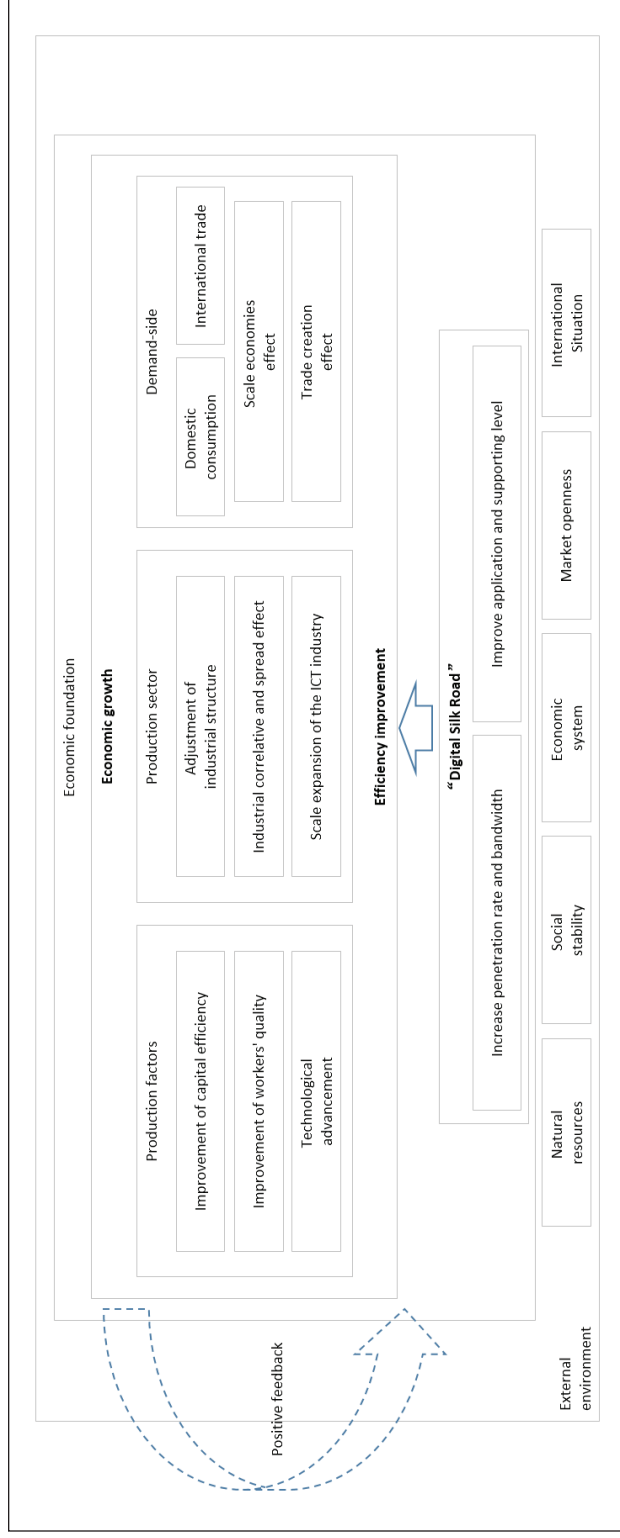 Economic foundation
Economic growth
Production factors
Improvement of capital efficiency
Improvement of workers' quality
Technological
advancement
Production sector
Adjustment of
industrial structure
Industrial correlative and spread effect
Scale expansion of the ICT industry
Demand-side
Domestic
consumption
International trade
Scale economies
effect
Trade creation
effect
Efficiency improvement
Positive feedback
“Digital Silk Road”
Increase penetration rate and bandwidth
Improve application and supporting level
External
environment
Natural
resources
Social
stability
Economic
system
Market openness
International
Situation